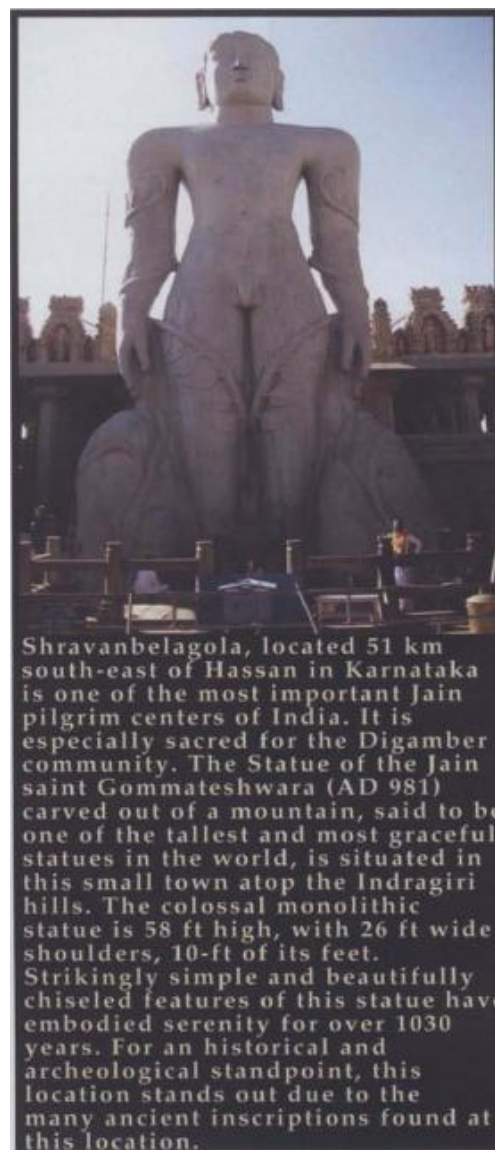 Shravanbelagola, located 51 km
south-east of Hassan in Karnataka
is one of the most important Jain
pilgrim centers of India. It is
especially sacred for the Digamber
community. The Statue of the Jain
saint Gommateshwara (AD 981)
carved out of a mountain, said to be
one of the tallest and most graceful
statues in the world, is situated in
this small town atop the Indragiri
hills. The colossal monolithic
statue is 58 ft high, with 26 ft wide
shoulders, 10-ft of its feet.
Strikingly simple and beautifully
chiseled features of this statue have
embodied serenity for over 1030
years. For an historical and
archeological standpoint, this
location stands out due to the
many ancient inscriptions found at
this location.